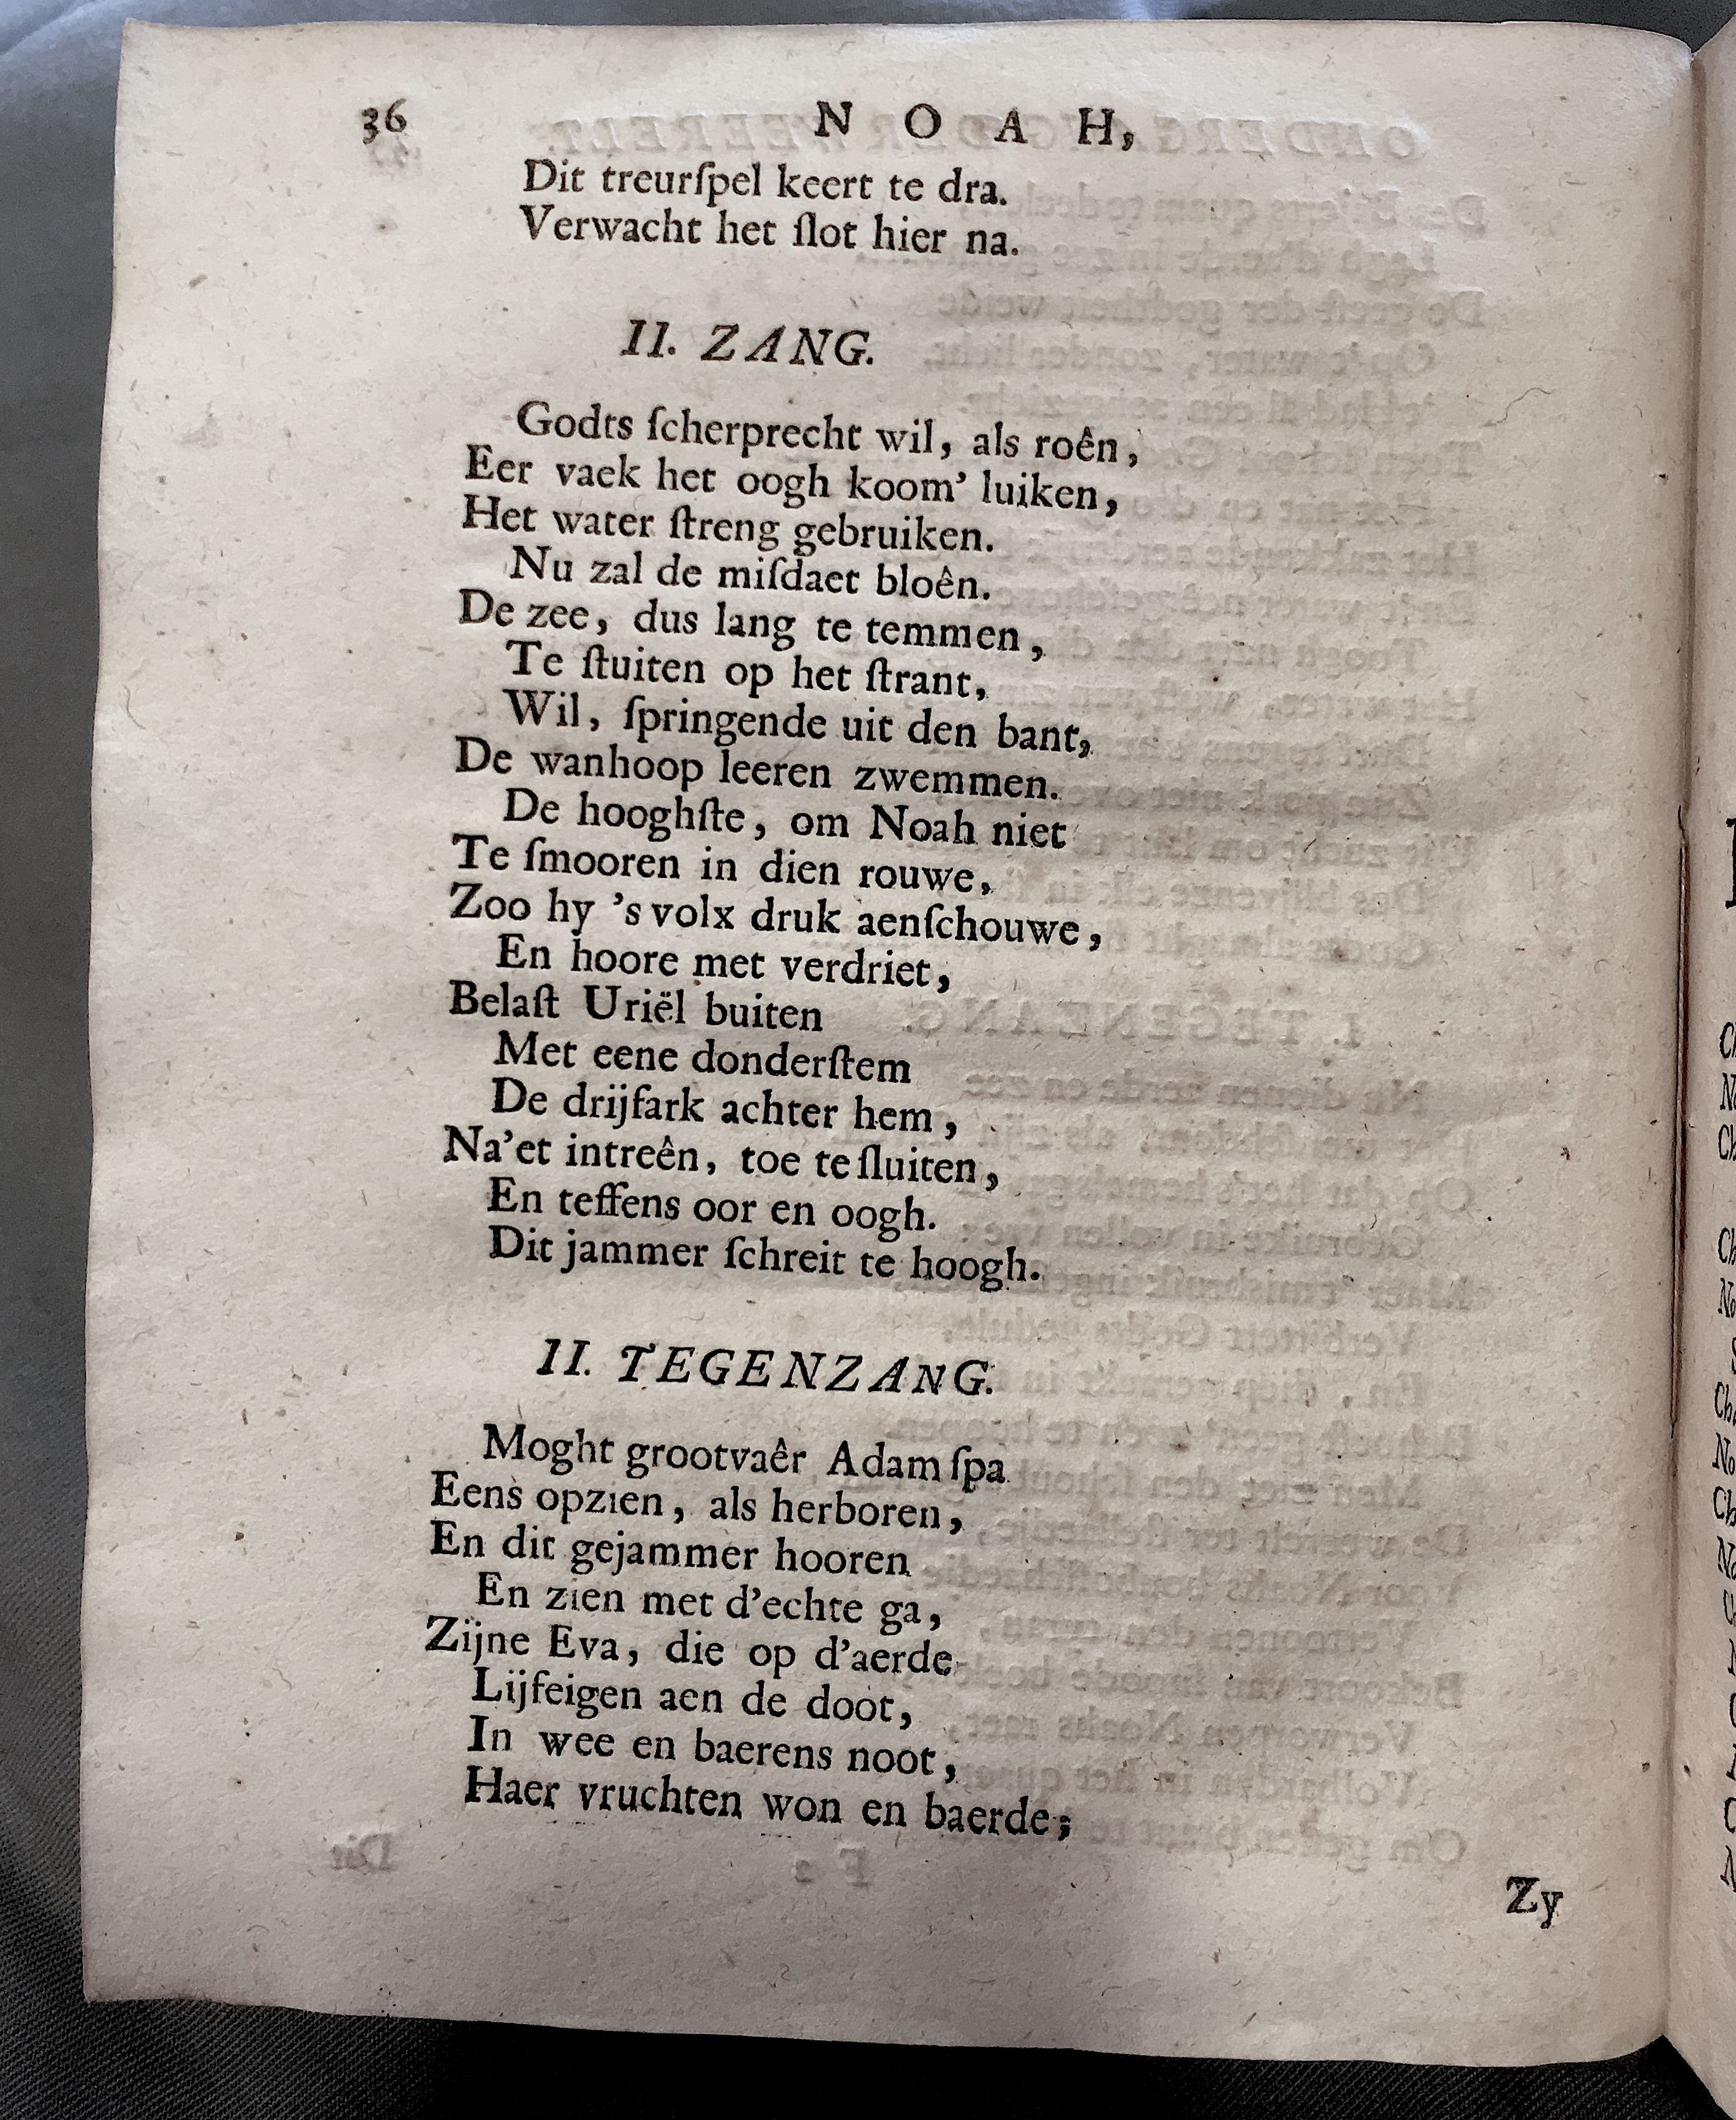 36 N O A H,
Dit treurſpel keert te dra.
Verwacht het ſlot hier na.
II. ZANG.
Godts ſcherprecht wil, als roên,
Eer vaek het oogh koom' luiken,
Het water ſtreng gebruiken.
Nu zal de miſdaet bloên.
De zee, dus lang te temmen,
Te ſtuiten op het ſtrant,
Wil, ſpringende uit den bant,
De wanhoop leeren zwemmen.
De hooghſte, om Noah niet
Te ſmooren in dien rouwe,
Zoo hy 's volx druk aenſchouwe,
En hoore met verdriet,
Belaſt Uriël buiten
Met eene donderſtem
De drijfark achter hem,
Na'et intreên, toe te ſluiten,
En teffens oor en oogh.
Dit jammer ſchreit te hoogh.
II. TEGENZANG.
Moght grootvaêr Adam ſpa
Eens opzien, als herboren,
En dit gejammer hooren
En zien met d'echte ga,
Zijne Eva, die op d'aerde
Lijfeigen aen de doot,
In wee en baerens noot,
Haer vruchten won en baerde;
Zy